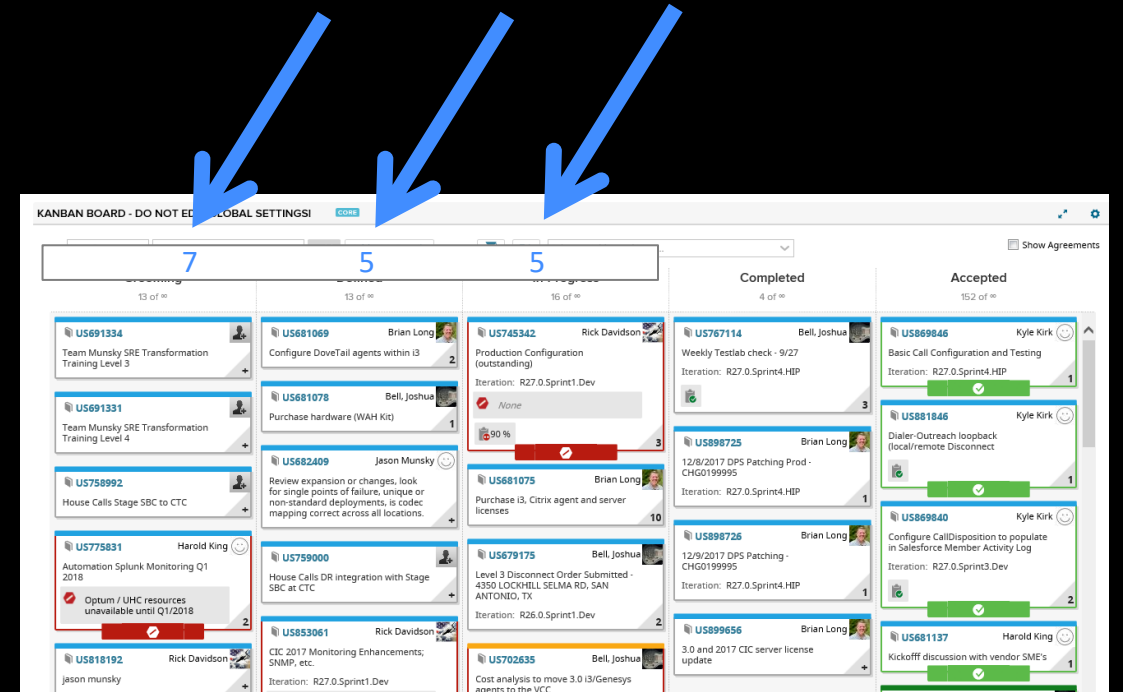 KANBAN BOARD - DO NOT EDIT GLOBAL SETTINGS!
CORE
Show Agreements
7
5
5
Grooming
13 of ∞
Defined
13 of ∞
In Progress
16 of ∞
Completed
4 of ∞
Accepted
152 of ∞
US691334
Team Munsky SRE Transformation
Training Level 3
+
US691331
Team Munsky SRE Transformation
Training Level 4
+
US758992
House Calls Stage SBC to CTC
+
US775831 Harold King
Automation Splunk Monitoring Q1
2018
Optum / UHC resources
unavailable until Q1/2018
2
US818192 Rick Davidson
jason munsky
+
US681069 Brian Long
Configure DoveTail agents within i3
2
US681078 Bell, Joshua
Purchase hardware (WAH Kit)
1
US682409 Jason Munsky
Review expansion or changes, look
for single points of failure, unique or
non-standard deployments, is codec
mapping correct across all locations.
+
US759000
House Calls DR integration with Stage
SBC at CTC
+
US853061 Rick Davidson
CIC 2017 Monitoring Enhancements;
SNMP, etc.
Iteration: R27.0.Sprint1.Dev
US745342 Rick Davidson
Production Configuration
(outstanding)
Iteration: R27.0.Sprint1.Dev
None
90 %
3
US681075 Brian Long
Purchase i3, Citrix agent and server
licenses
10
US679175 Bell, Joshua
Level 3 Disconnect Order Submitted -
4350 LOCKHILL SELMA RD, SAN
ANTONIO, TX
Iteration: R26.0.Sprint1.Dev
2
US702635 Bell, Joshua
Cost analysis to move 3.0 i3/Genesys
agents to the VCC
US767114 Bell, Joshua
Weekly Testlab check - 9/27
Iteration: R27.0.Sprint4.HIP
3
US898725 Brian Long
12/8/2017 DPS Patching Prod -
CHG0199995
Iteration: R27.0.Sprint4.HIP
1
US898726 Brian Long
12/9/2017 DPS Patching -
CHG0199995
Iteration: R27.0.Sprint4.HIP
1
US899656 Brian Long
3.0 and 2017 CIC server license
update
+
US869846 Kyle Kirk
Basic Call Configuration and Testing
Iteration: R27.0.Sprint4.HIP
1
US881846 Kyle Kirk
Dialer-Outreach loopback
(local/remote Disconnect
1
US869840 Kyle Kirk
Configure CallDisposition to populate
in Salesforce Member Activity Log
Iteration: R27.0.Sprint3.Dev
2
US681137 Harold King
Kickofff discussion with vendor SME's
1